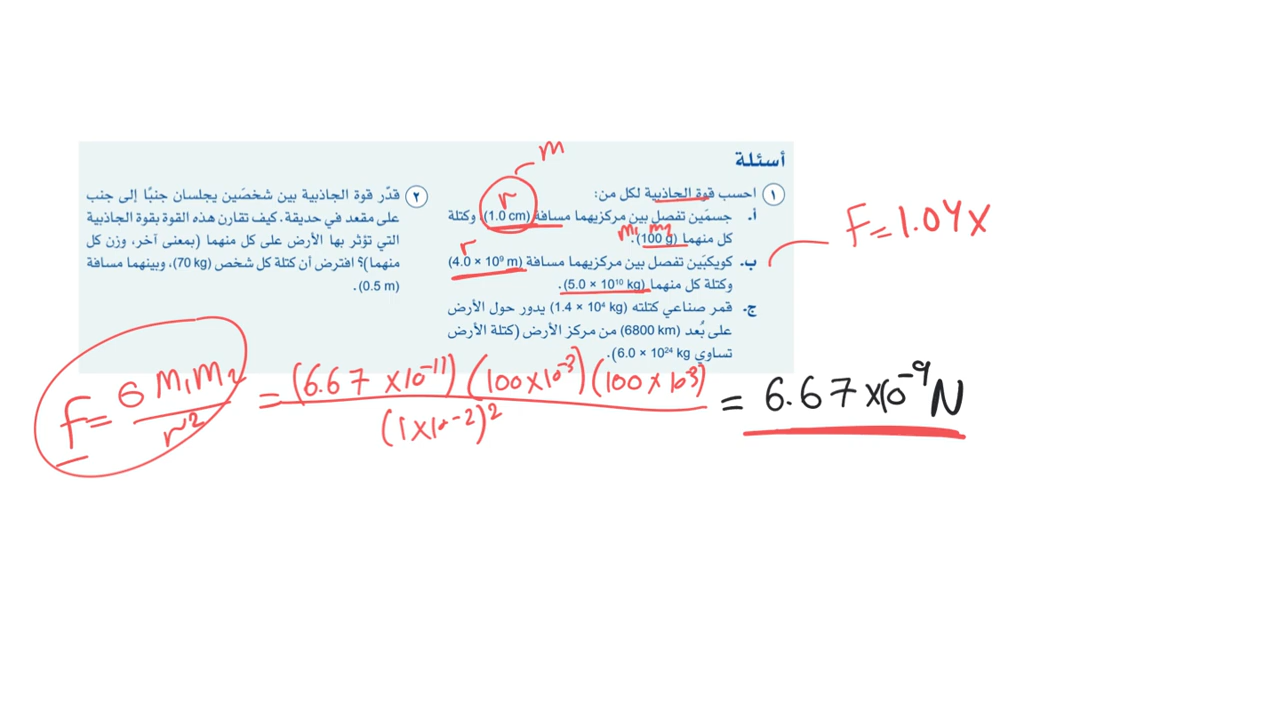 أسئلة
١ احسب قوة الجاذبية لكل من:
أ. جسمَين تفصل بين مركزيهما مسافة (1.0 cm)، وكتلة
كل منهما (100 g).
ب. كويكبَين تفصل بين مركزيهما مسافة (4.0 × 10⁹ m)
وكتلة كل منهما (5.0 × 10¹⁰ kg).
ج. قمر صناعي كتلته (1.4 × 10⁴ kg) يدور حول الأرض
على بُعد (6800 km) من مركز الأرض (كتلة الأرض
تساوي 6.0 × 10²⁴ kg).
٢ قدّر قوة الجاذبية بين شخصَين يجلسان جنبًا إلى جنب
على مقعد في حديقة. كيف تقارن هذه القوة بقوة الجاذبية
التي تؤثر بها الأرض على كل منهما (بمعنى آخر، وزن كل
منهما)؟ افترض أن كتلة كل شخص (70 kg)، وبينهما مسافة
(0.5 m).
m
r
m₁ m₂
r
F = 1.04 x
F = G m₁m₂ / r² = (6.67 x10⁻¹¹) (100 x10⁻³) (100 x 10⁻³) / (1x10⁻²)² = 6.67 x10⁻⁹ N